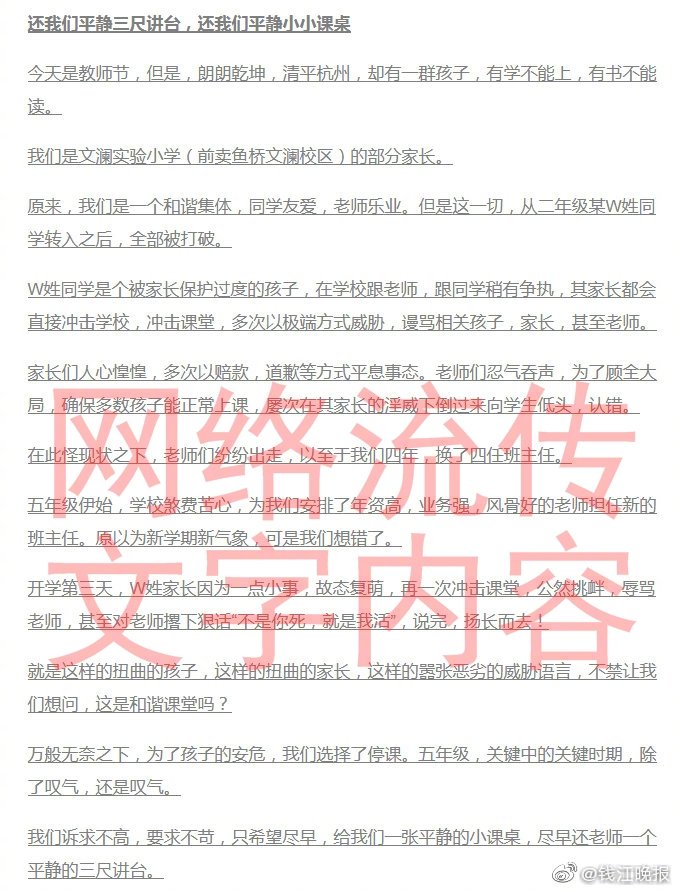 还我们平静三尺讲台，还我们平静小小课桌
今天是教师节，但是，朗朗乾坤，清平杭州，却有一群孩子，有学不能上，有书不能
读。
我们是文澜实验小学（前卖鱼桥文澜校区）的部分家长。
原来，我们是一个和谐集体，同学友爱，老师乐业。但是这一切，从二年级某W姓同
学转入之后，全部被打破。
W姓同学是个被家长保护过度的孩子，在学校跟老师，跟同学稍有争执，其家长都会
直接冲击学校，冲击课堂，多次以极端方式威胁，谩骂相关孩子，家长，甚至老师。
家长们人心惶惶，多次以赔款，道歉等方式平息事态。老师们忍气吞声，为了顾全大
局，确保多数孩子能正常上课，屡次在其家长的淫威下倒过来向学生低头，认错。
在此怪现状之下，老师们纷纷出走，以至于我们四年，换了四任班主任。
五年级伊始，学校煞费苦心，为我们安排了年资高，业务强，风骨好的老师担任新的
班主任。原以为新学期新气象，可是我们想错了。
开学第三天，W姓家长因为一点小事，故态复萌，再一次冲击课堂，公然挑衅，辱骂
老师，甚至对老师撂下狠话“不是你死，就是我活”，说完，扬长而去！
就是这样的扭曲的孩子，这样的扭曲的家长，这样的嚣张恶劣的威胁语言，不禁让我
们想问，这是和谐课堂吗？
万般无奈之下，为了孩子的安危，我们选择了停课。五年级，关键中的关键时期，除
了叹气，还是叹气。
我们诉求不高，要求不苛，只希望尽早，给我们一张平静的小课桌，尽早还老师一个
平静的三尺讲台。
网络流传
文字内容
@钱江晚报